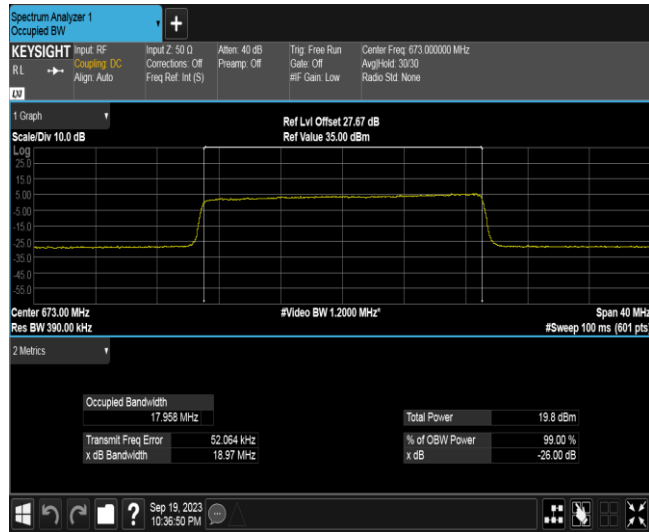 Spectrum Analyzer 1
Occupied BW
KEYSIGHT
RL
LXI
Input: RF
Coupling: DC
Align: Auto
Input Z: 50 Ω
Corrections: Off
Freq Ref: Int (S)
Atten: 40 dB
Preamp: Off
Trig: Free Run
Gate: Off
#IF Gain: Low
Center Freq: 673.000000 MHz
Avg|Hold: 30/30
Radio Std: None
1 Graph
Scale/Div 10.0 dB
Ref Lvl Offset 27.67 dB
Ref Value 35.00 dBm
Log
25.0
15.0
5.00
-5.00
-15.0
-25.0
-35.0
-45.0
-55.0
Center 673.00 MHz
#Video BW 1.2000 MHz*
Span 40 MHz
Res BW 390.00 kHz
#Sweep 100 ms (601 pts)
2 Metrics
Occupied Bandwidth
17.958 MHz
Total Power 19.8 dBm
Transmit Freq Error 52.064 kHz
% of OBW Power 99.00 %
x dB Bandwidth 18.97 MHz
x dB -26.00 dB
?
Sep 19, 2023
10:36:50 PM